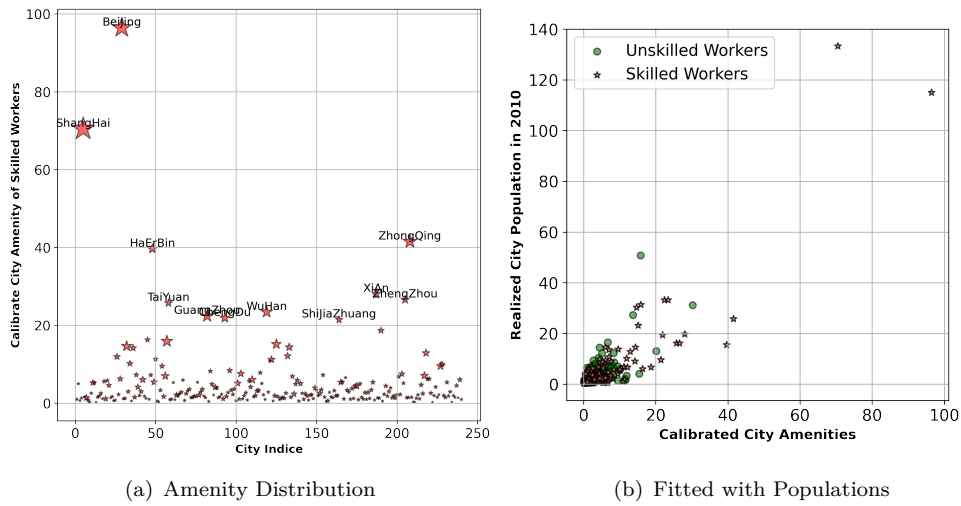 100
80
60
40
20
0
Calibrate City Amenity of Skilled Workers
BeiJing
ShangHai
HaErBin
ZhongQing
XiAn
ZhengZhou
TaiYuan
GuangZhou
ChengDu
WuHan
ShiJiaZhuang
0 50 100 150 200 250
City Indice
(a) Amenity Distribution
140
120
100
80
60
40
20
0
Realized City Population in 2010
Unskilled Workers
Skilled Workers
0 20 40 60 80 100
Calibrated City Amenities
(b) Fitted with Populations